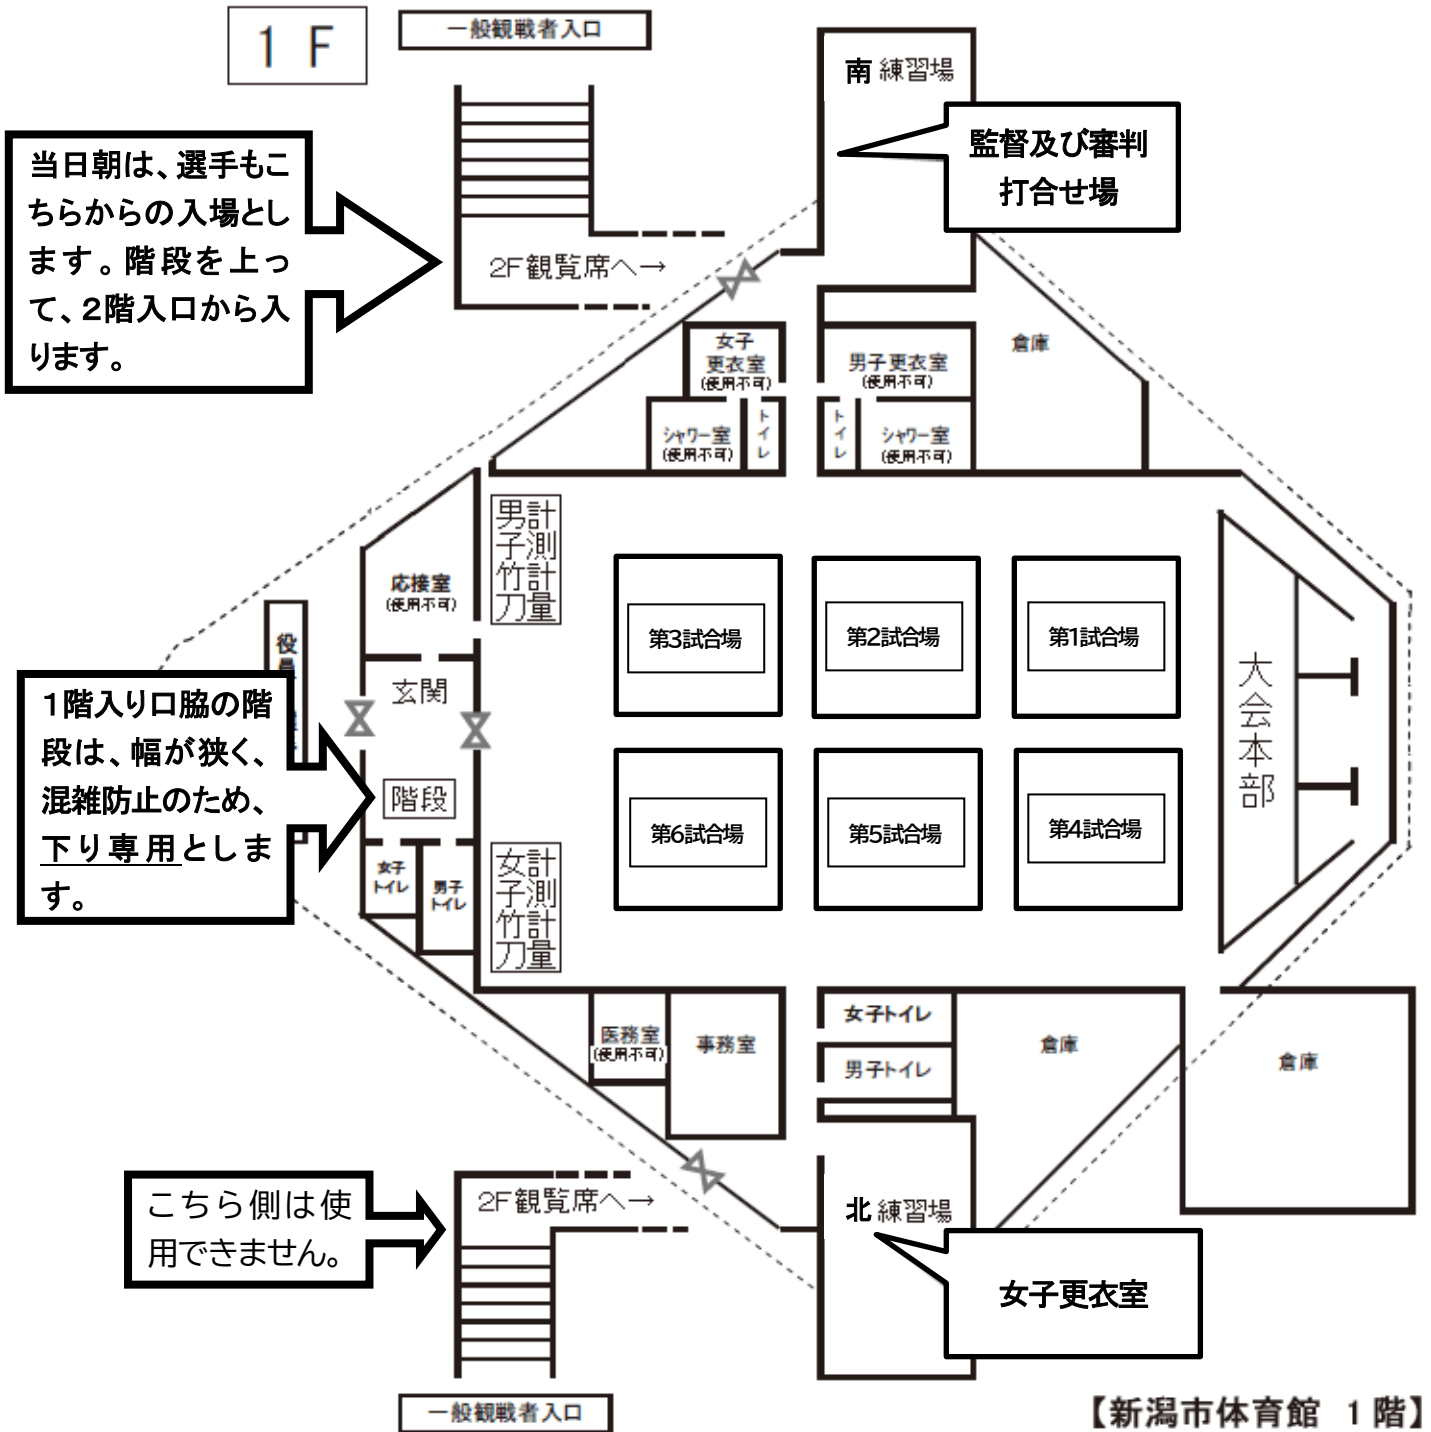 1 F
一般観戦者入口
南 練習場
監督及び審判
打合せ場
当日朝は、選手もこ
ちらからの入場とし
ます。階段を上っ
て、2階入口から入
ります。
2F観覧席へ→
女子
更衣室
(使用不可)
男子更衣室
(使用不可)
倉庫
シャワー室
(使用不可)
トイレ
トイレ
シャワー室
(使用不可)
男子竹刀
計測計量
応接室
(使用不可)
第3試合場
第2試合場
第1試合場
役員
玄関
大会本部
1階入り口脇の階
段は、幅が狭く、
混雑防止のため、
下り専用としま
す。
階段
第6試合場
第5試合場
第4試合場
女子
トイレ
男子
トイレ
女子竹刀
計測計量
医務室
(使用不可)
事務室
女子トイレ
男子トイレ
倉庫
倉庫
こちら側は使
用できません。
2F観覧席へ→
北 練習場
女子更衣室
一般観戦者入口
【新潟市体育館 1階】